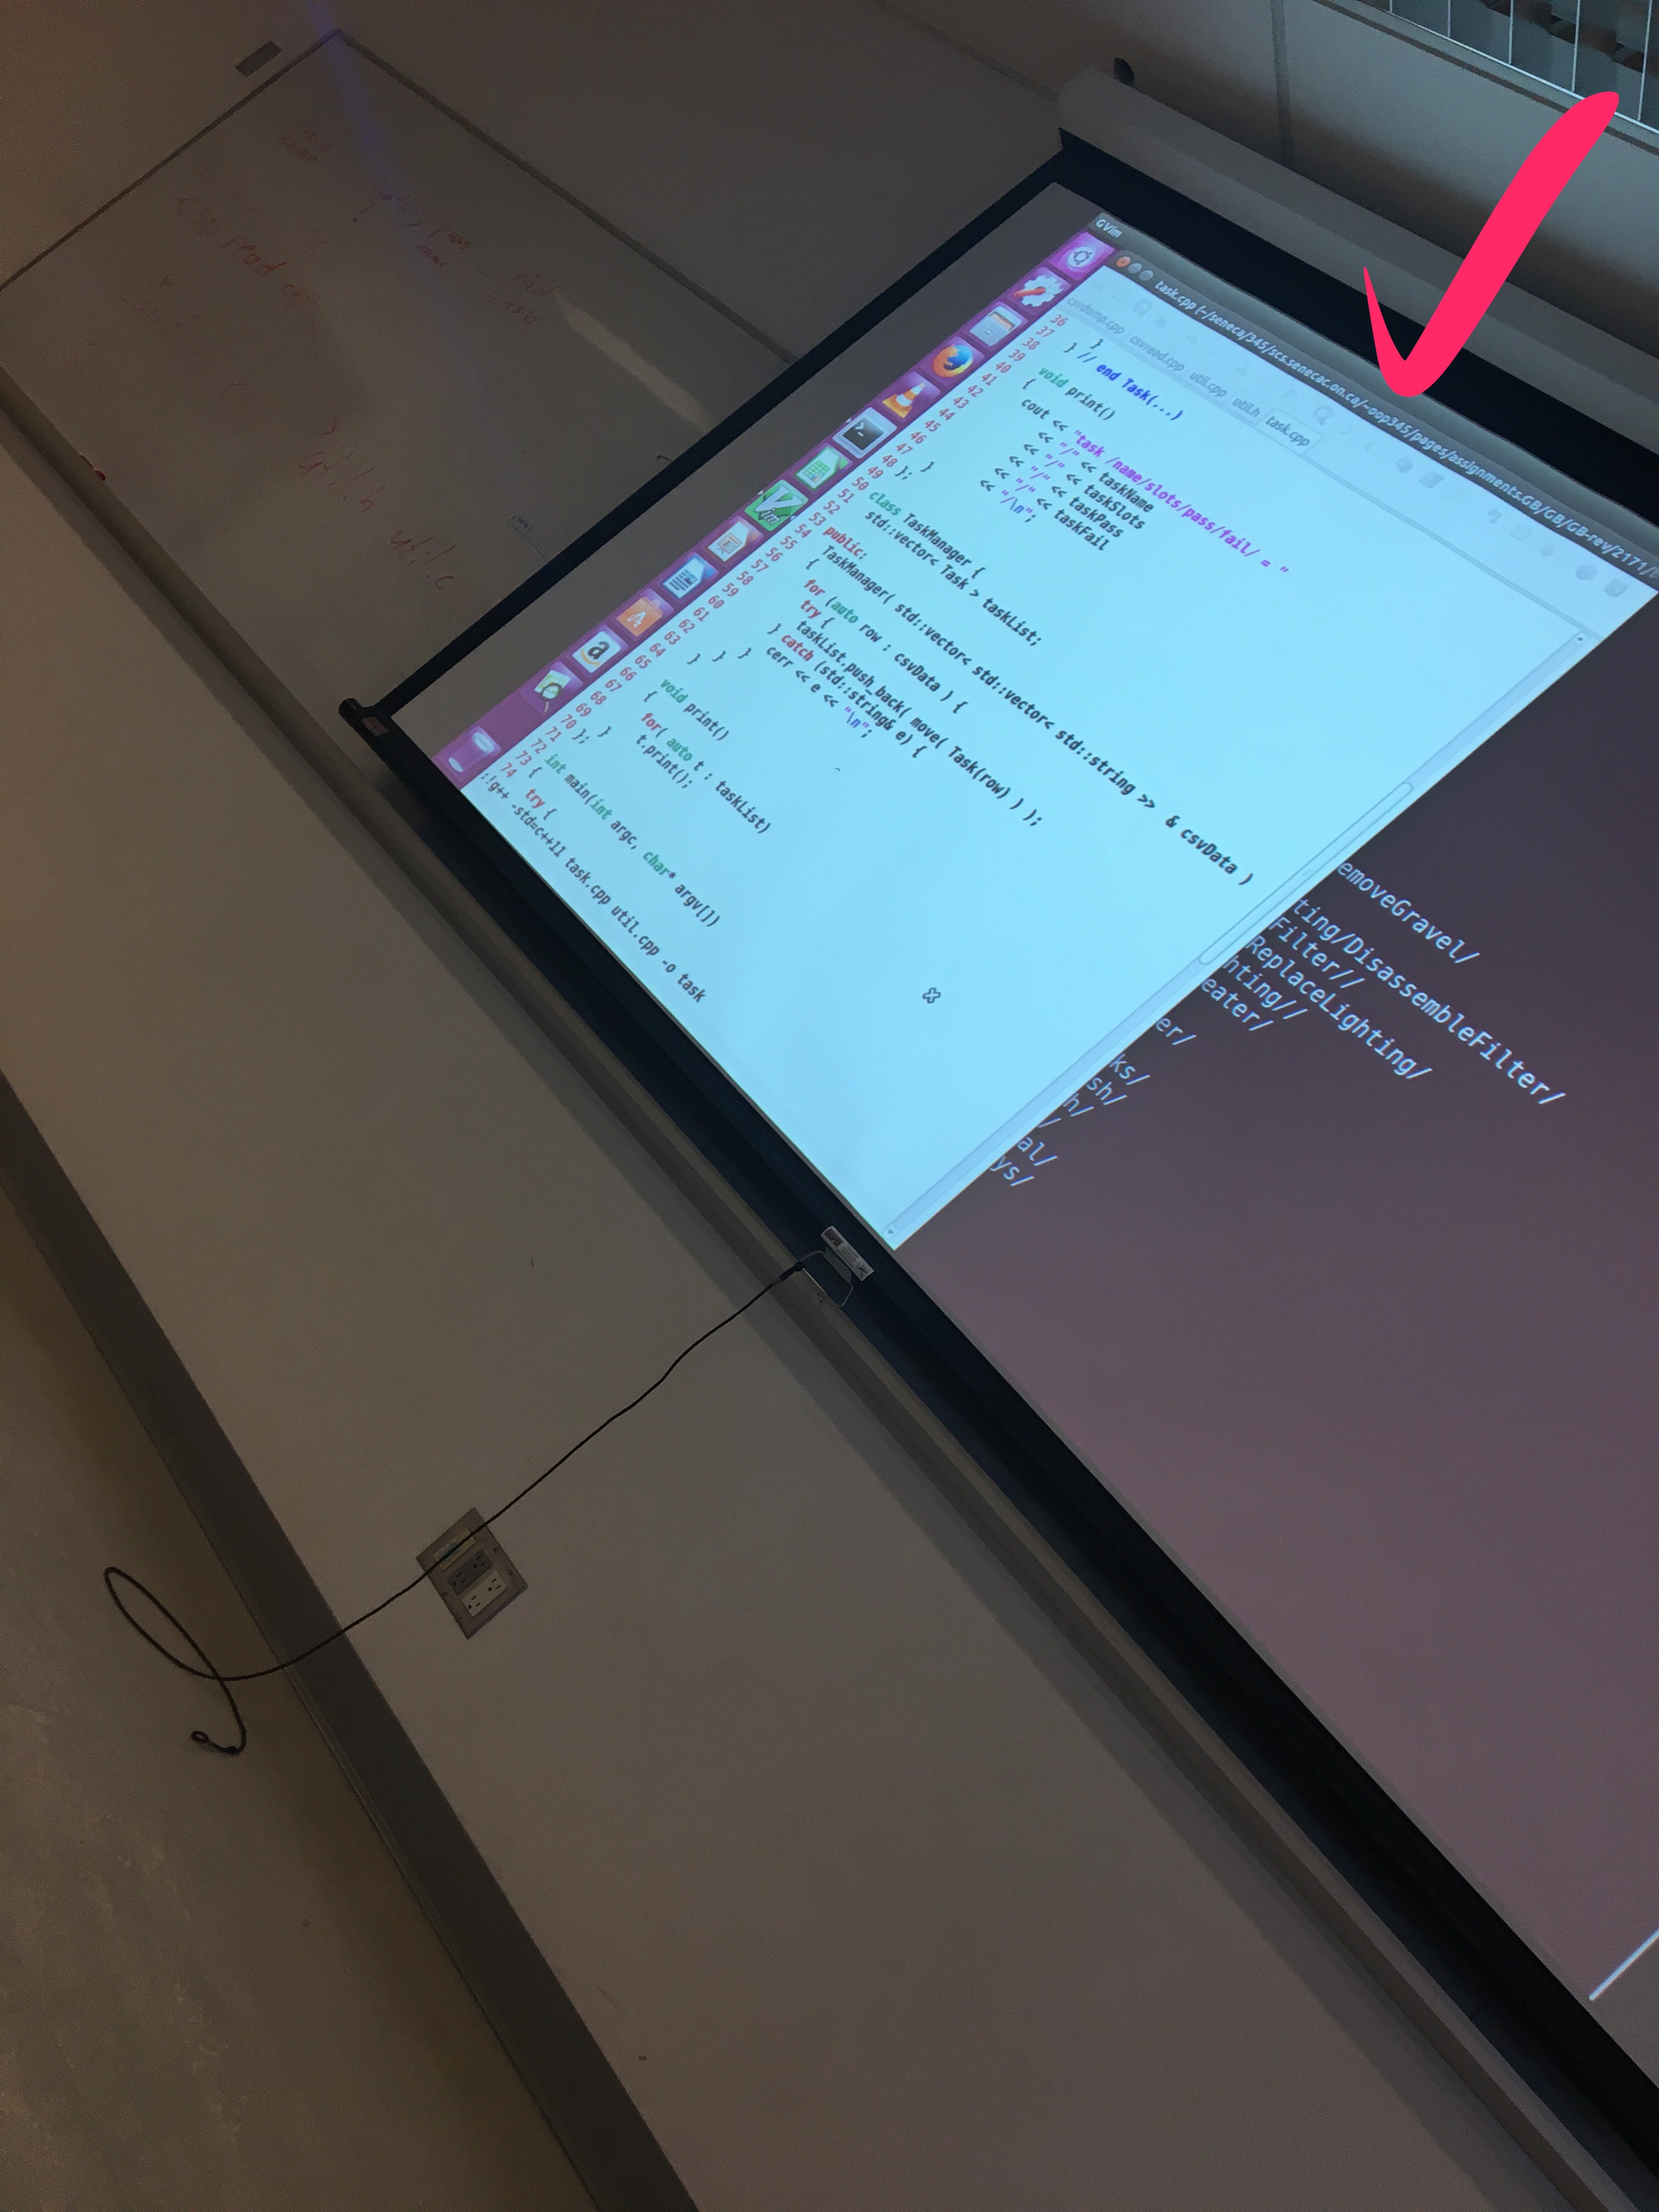 GVim
task.cpp (~/seneca/345/scs.senecac.on.ca/~oop345/pages/assignments.GB/GB/GB-rev/2171/
csvdump.cpp csvread.cpp util.cpp util.h task.cpp
36 }
37 } // end Task(...)
38
39 void print()
40 {
41 cout << "task /name/slots/pass/fail/ = "
42 << "/" << taskName
43 << "/" << taskSlots
44 << "/" << taskPass
45 << "/" << taskFail
46 << "/\n";
47 }
48 };
49
50 class TaskManager {
51 std::vector< Task > taskList;
52 public:
53 TaskManager( std::vector< std::vector< std::string >> & csvData )
54 {
55 for (auto row : csvData ) {
56 try {
57 taskList.push_back( move( Task(row) ) );
58 } catch (std::string& e) {
59 cerr << e << "\n";
60 }
61 }
62 }
63
64 void print()
65 {
66 for( auto t : taskList)
67 t.print();
68 }
69 };
70
71 int main(int argc, char* argv[])
72 {
73 try {
74
:!g++ -std=c++11 task.cpp util.cpp -o task
emoveGravel/
ting/DisassembleFilter/
Filter//
ReplaceLighting/
hting//
eater/
er/
ks/
sh/
h/
/
al/
ys/
CSV read
util.h util.c